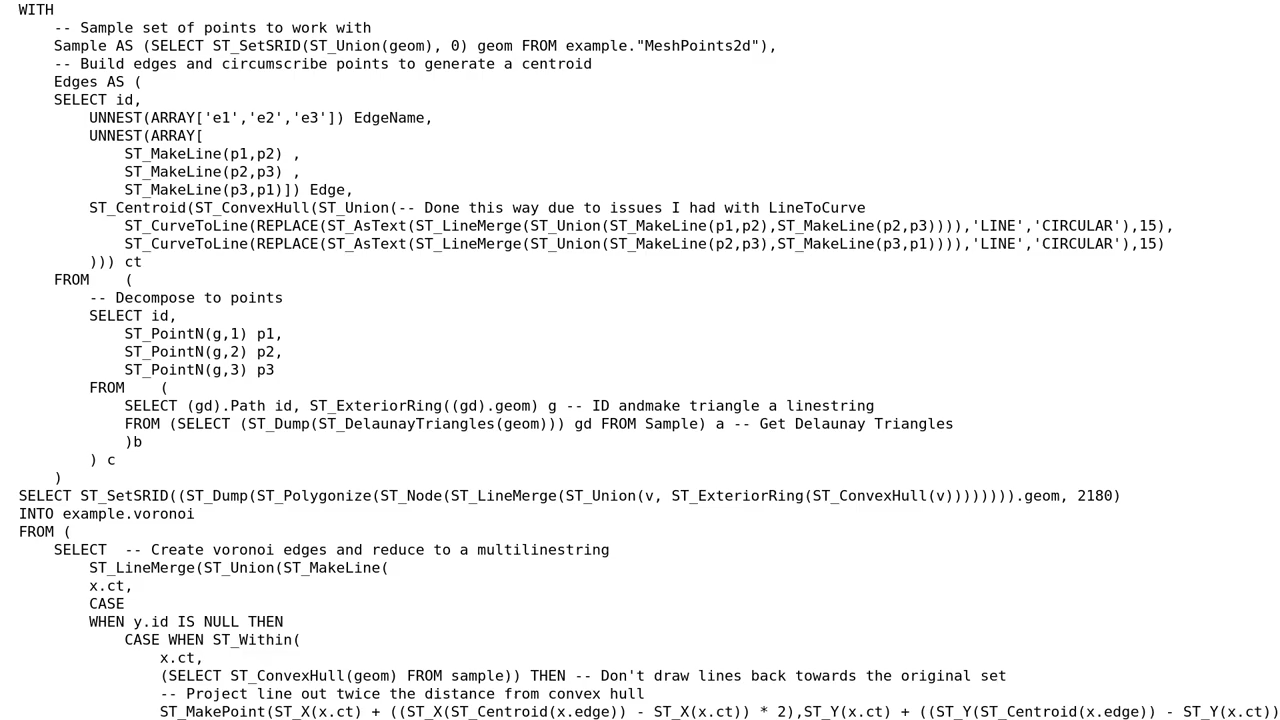 WITH
    -- Sample set of points to work with
    Sample AS (SELECT ST_SetSRID(ST_Union(geom), 0) geom FROM example."MeshPoints2d"),
    -- Build edges and circumscribe points to generate a centroid
    Edges AS (
    SELECT id,
        UNNEST(ARRAY['e1','e2','e3']) EdgeName,
        UNNEST(ARRAY[
            ST_MakeLine(p1,p2) ,
            ST_MakeLine(p2,p3) ,
            ST_MakeLine(p3,p1)]) Edge,
        ST_Centroid(ST_ConvexHull(ST_Union(-- Done this way due to issues I had with LineToCurve
            ST_CurveToLine(REPLACE(ST_AsText(ST_LineMerge(ST_Union(ST_MakeLine(p1,p2),ST_MakeLine(p2,p3)))),'LINE','CIRCULAR'),15),
            ST_CurveToLine(REPLACE(ST_AsText(ST_LineMerge(ST_Union(ST_MakeLine(p2,p3),ST_MakeLine(p3,p1)))),'LINE','CIRCULAR'),15)
        ))) ct
    FROM    (
        -- Decompose to points
        SELECT id,
            ST_PointN(g,1) p1,
            ST_PointN(g,2) p2,
            ST_PointN(g,3) p3
        FROM    (
            SELECT (gd).Path id, ST_ExteriorRing((gd).geom) g -- ID andmake triangle a linestring
            FROM (SELECT (ST_Dump(ST_DelaunayTriangles(geom))) gd FROM Sample) a -- Get Delaunay Triangles
            )b
        ) c
    )
SELECT ST_SetSRID((ST_Dump(ST_Polygonize(ST_Node(ST_LineMerge(ST_Union(v, ST_ExteriorRing(ST_ConvexHull(v)))))))).geom, 2180)
INTO example.voronoi
FROM (
    SELECT  -- Create voronoi edges and reduce to a multilinestring
        ST_LineMerge(ST_Union(ST_MakeLine(
        x.ct,
        CASE
        WHEN y.id IS NULL THEN
            CASE WHEN ST_Within(
                x.ct,
                (SELECT ST_ConvexHull(geom) FROM sample)) THEN -- Don't draw lines back towards the original set
                -- Project line out twice the distance from convex hull
                ST_MakePoint(ST_X(x.ct) + ((ST_X(ST_Centroid(x.edge)) - ST_X(x.ct)) * 2),ST_Y(x.ct) + ((ST_Y(ST_Centroid(x.edge)) - ST_Y(x.ct))